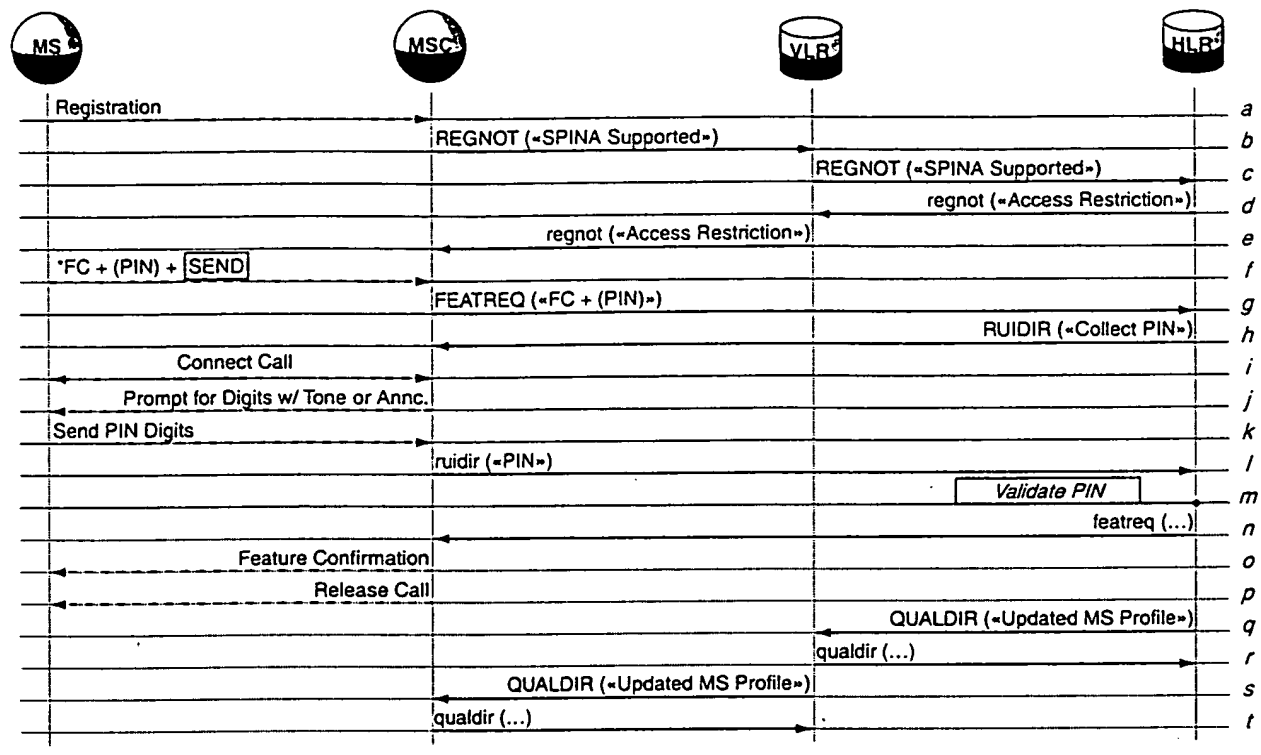 MS MSC VLR HLR
Registration a
REGNOT («SPINA Supported») b
REGNOT («SPINA Supported») c
regnot («Access Restriction») d
regnot («Access Restriction») e
*FC + (PIN) + SEND f
FEATREQ («FC + (PIN)») g
RUIDIR («Collect PIN») h
Connect Call i
Prompt for Digits w/ Tone or Annc. j
Send PIN Digits k
ruidir («PIN») l
Validate PIN m
featreq (...) n
Feature Confirmation o
Release Call p
QUALDIR («Updated MS Profile») q
qualdir (...) r
QUALDIR («Updated MS Profile») s
qualdir (...) t